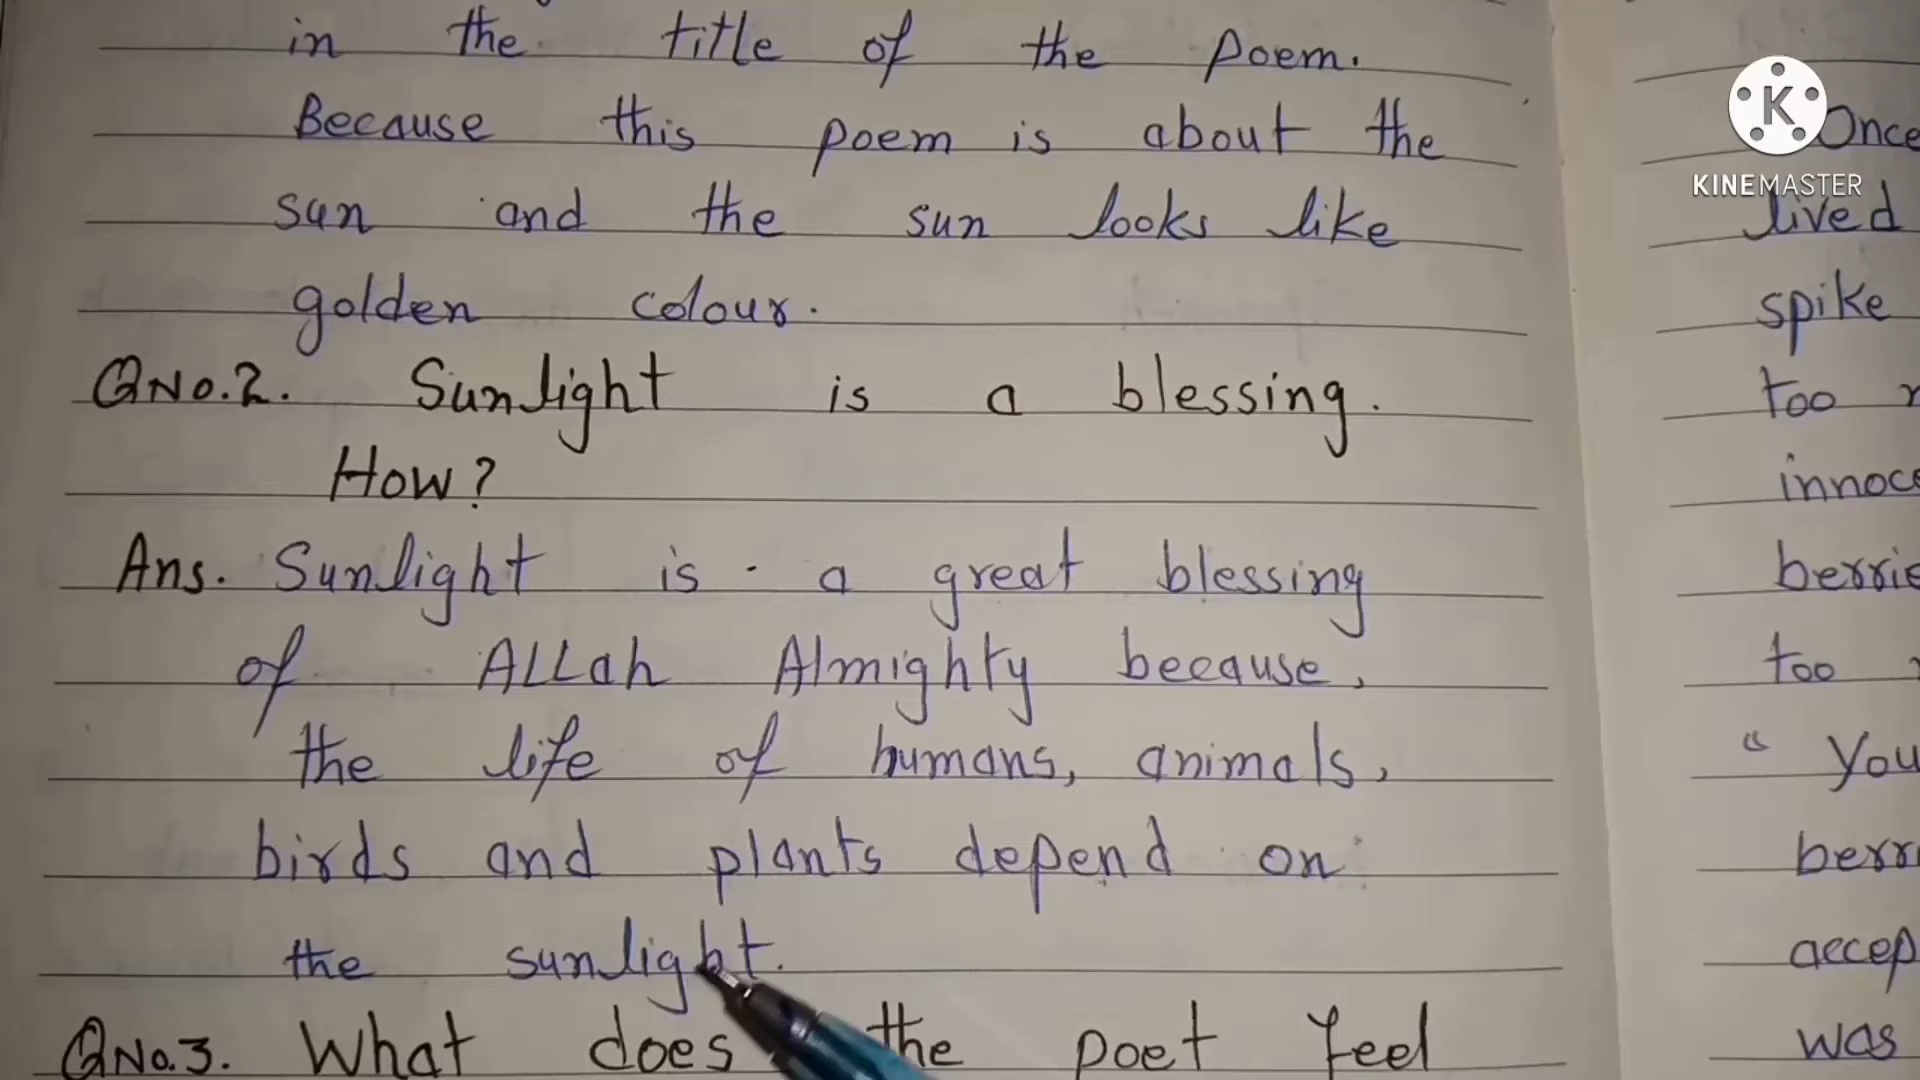 in the title of the poem.
Because this poem is about the
sun and the sun looks like
golden colour.
QNo.2. Sunlight is a blessing.
How?
Ans. Sunlight is a great blessing
of ALLah Almighty because,
the life of humans, animals,
birds and plants depend on
the sunlight.
QNo.3. What does the poet feel
KINEMASTER
Once
lived
spike
too
innoc
berrie
too
" You
berr
accep
was